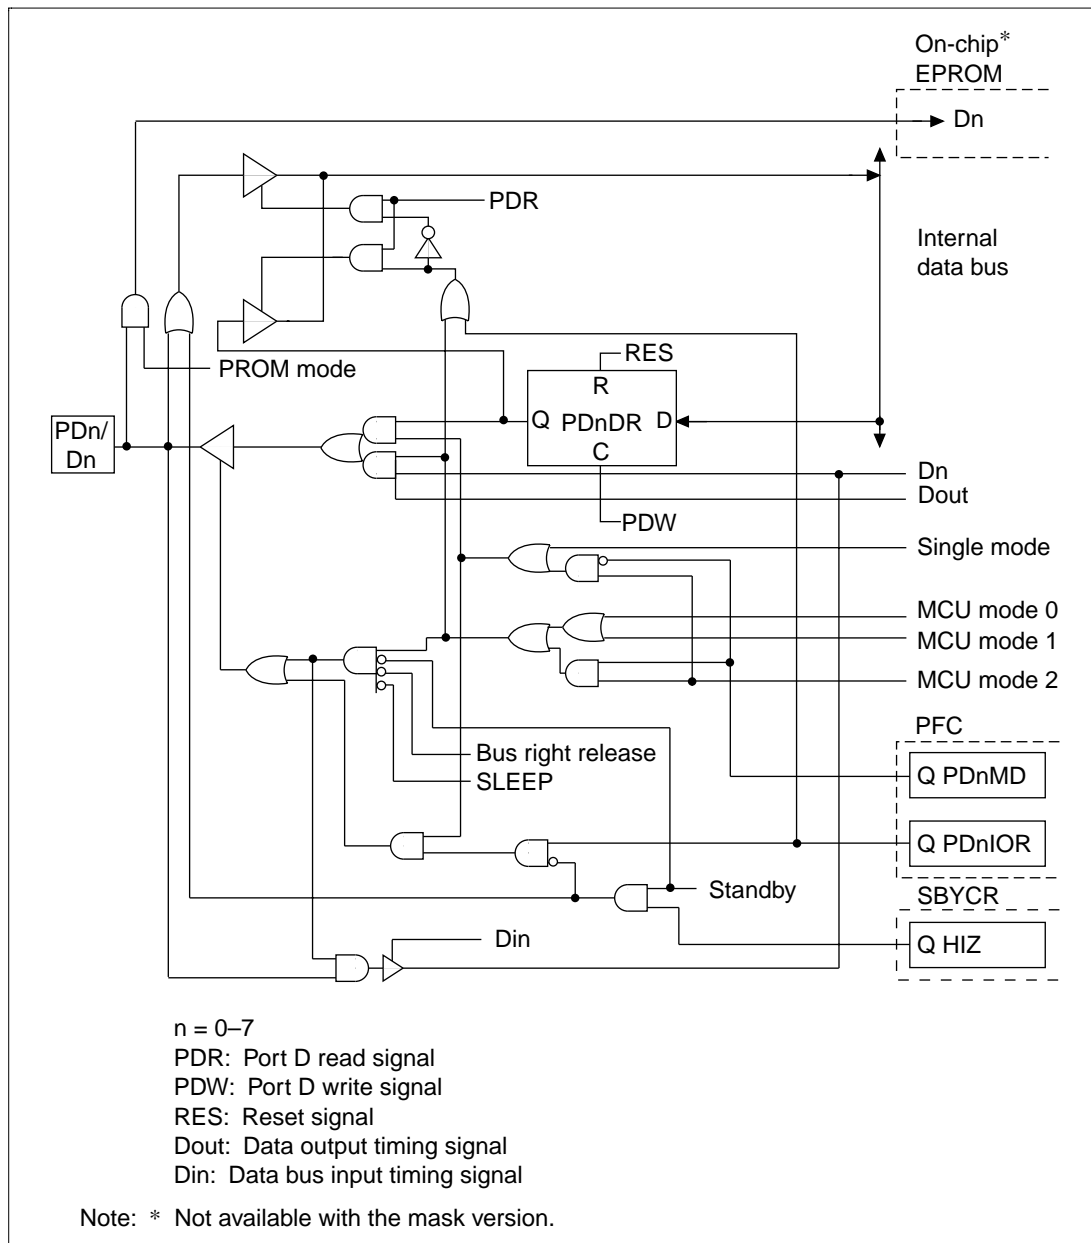 On-chip*
EPROM
Dn
PDR
Internal
data bus
RES
PROM mode
R
PDn/
Dn
Q PDnDR D
C
Dn
Dout
PDW
Single mode
MCU mode 0
MCU mode 1
MCU mode 2
PFC
Bus right release
Q PDnMD
SLEEP
Q PDnIOR
Standby
SBYCR
Din
Q HIZ
n = 0–7
PDR: Port D read signal
PDW: Port D write signal
RES: Reset signal
Dout: Data output timing signal
Din: Data bus input timing signal
Note: * Not available with the mask version.